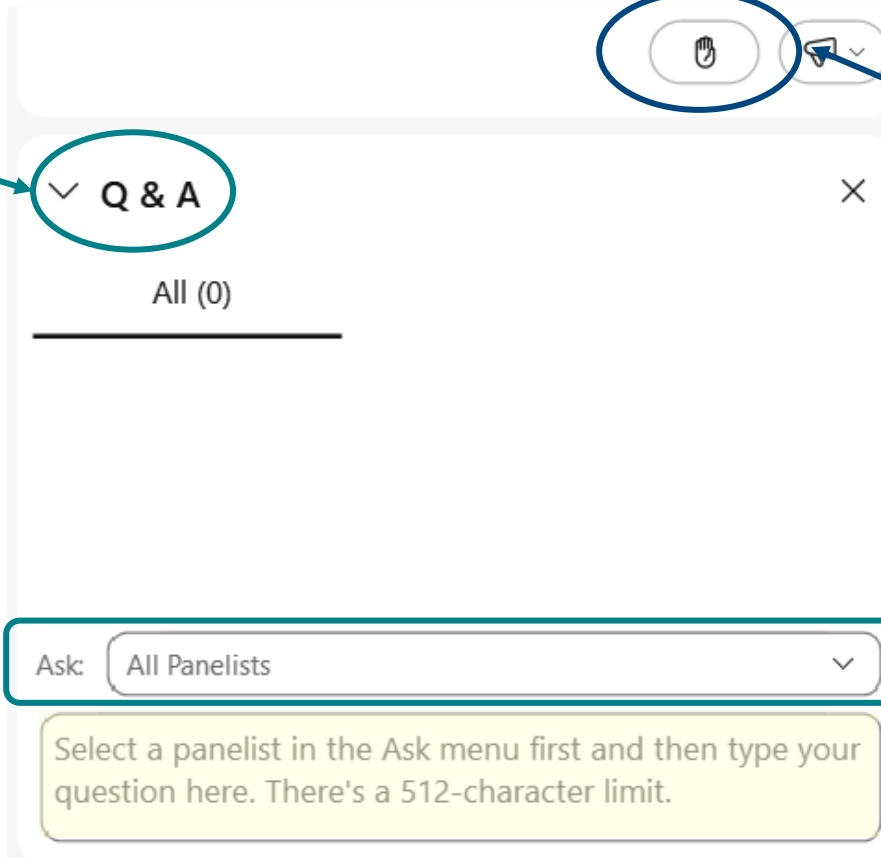 Q & A
All (0)
Ask:
All Panelists
Select a panelist in the Ask menu first and then type your
question here. There's a 512-character limit.